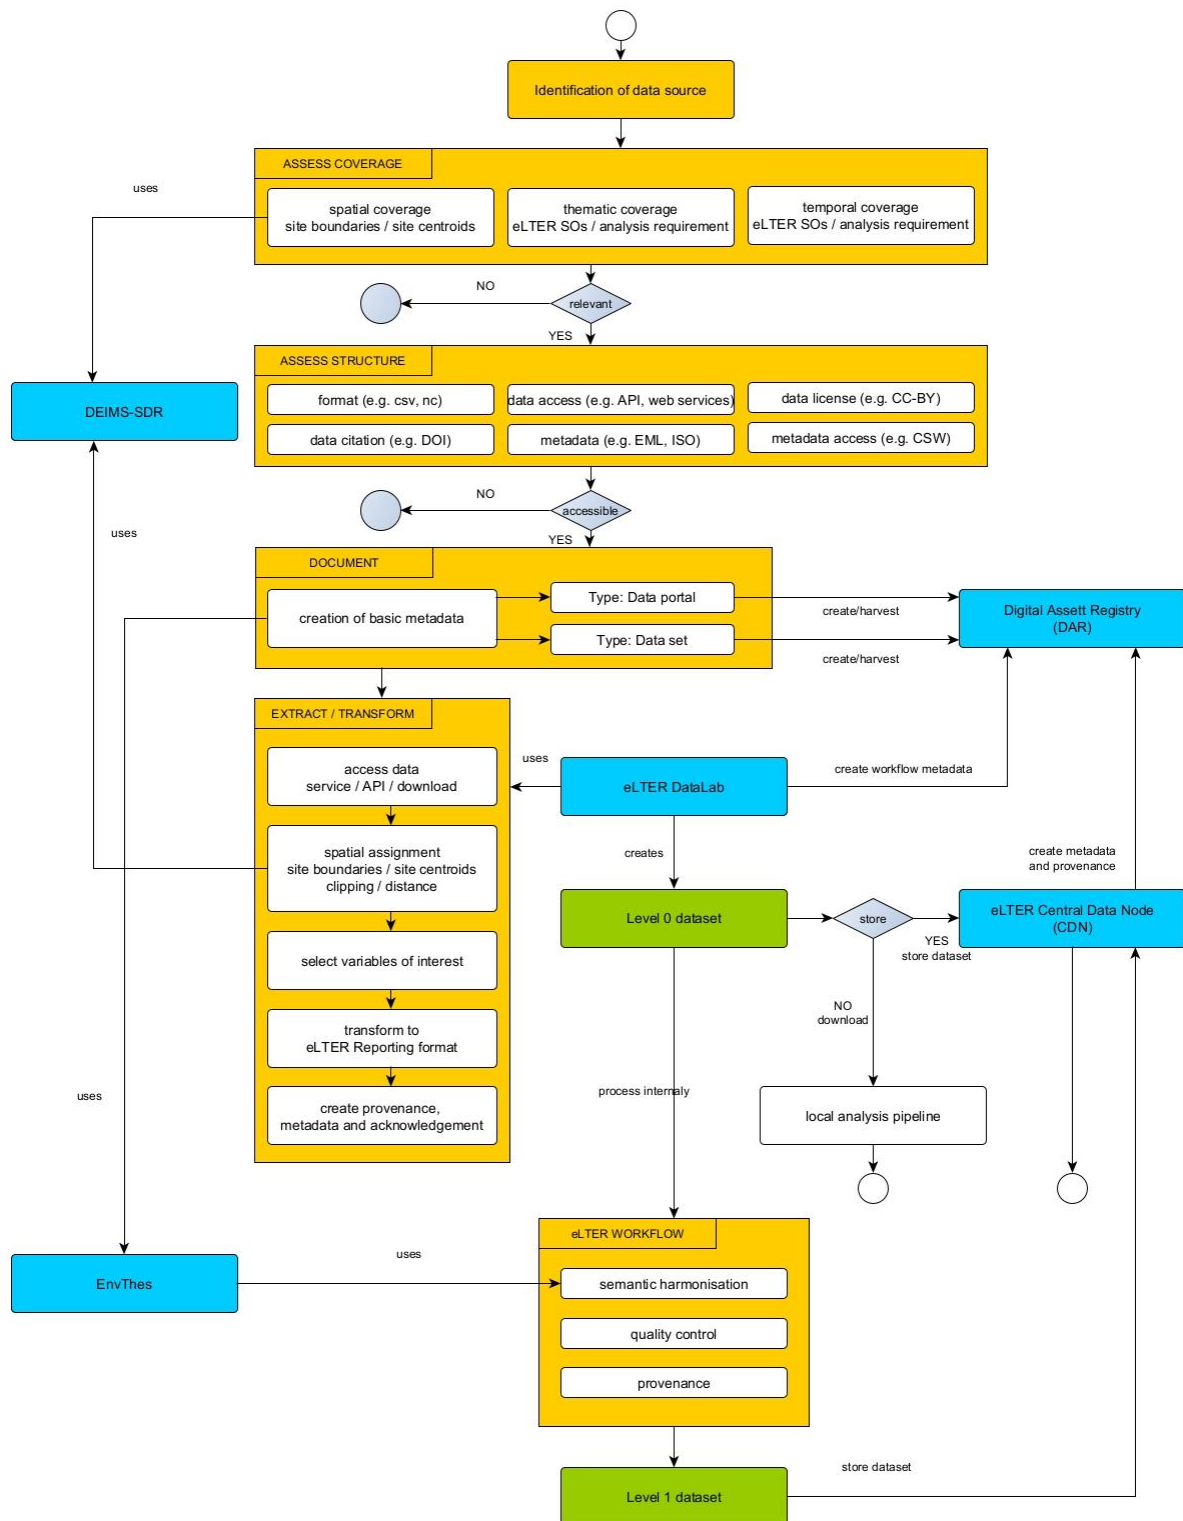 Identification of data source
ASSESS COVERAGE
uses
spatial coverage
site boundaries / site centroids
thematic coverage
eLTER SOs / analysis requirement
temporal coverage
eLTER SOs / analysis requirement
NO
relevant
YES
ASSESS STRUCTURE
DEIMS-SDR
format (e.g. csv, nc)
data access (e.g. API, web services)
data license (e.g. CC-BY)
data citation (e.g. DOI)
metadata (e.g. EML, ISO)
metadata access (e.g. CSW)
NO
accessible
uses
YES
DOCUMENT
creation of basic metadata
Type: Data portal
create/harvest
Type: Data set
create/harvest
Digital Assett Registry
(DAR)
EXTRACT / TRANSFORM
access data
service / API / download
uses
eLTER DataLab
create workflow metadata
spatial assignment
site boundaries / site centroids
clipping / distance
creates
create metadata
and provenance
Level 0 dataset
store
YES
store dataset
eLTER Central Data Node
(CDN)
select variables of interest
NO
download
transform to
eLTER Reporting format
uses
process internaly
create provenance,
metadata and acknowledgement
local analysis pipeline
eLTER WORKFLOW
EnvThes
uses
semantic harmonisation
quality control
provenance
Level 1 dataset
store dataset